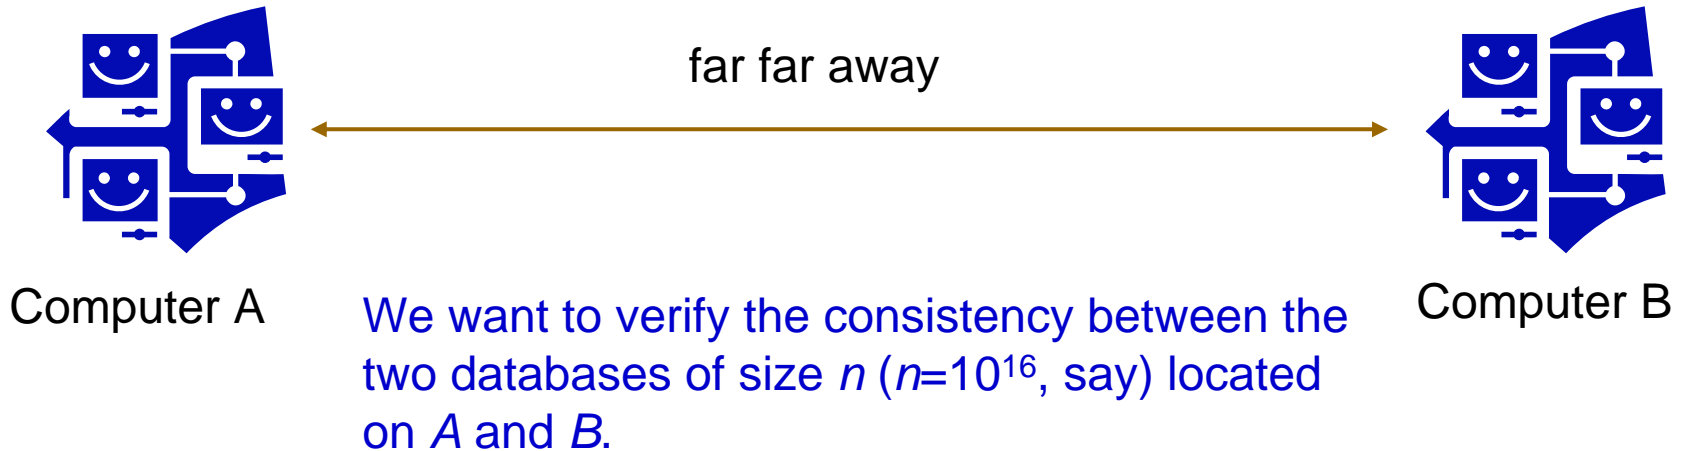 far far away
Computer A
Computer B
We want to verify the consistency between the
two databases of size n (n=10¹⁶, say) located
on A and B.